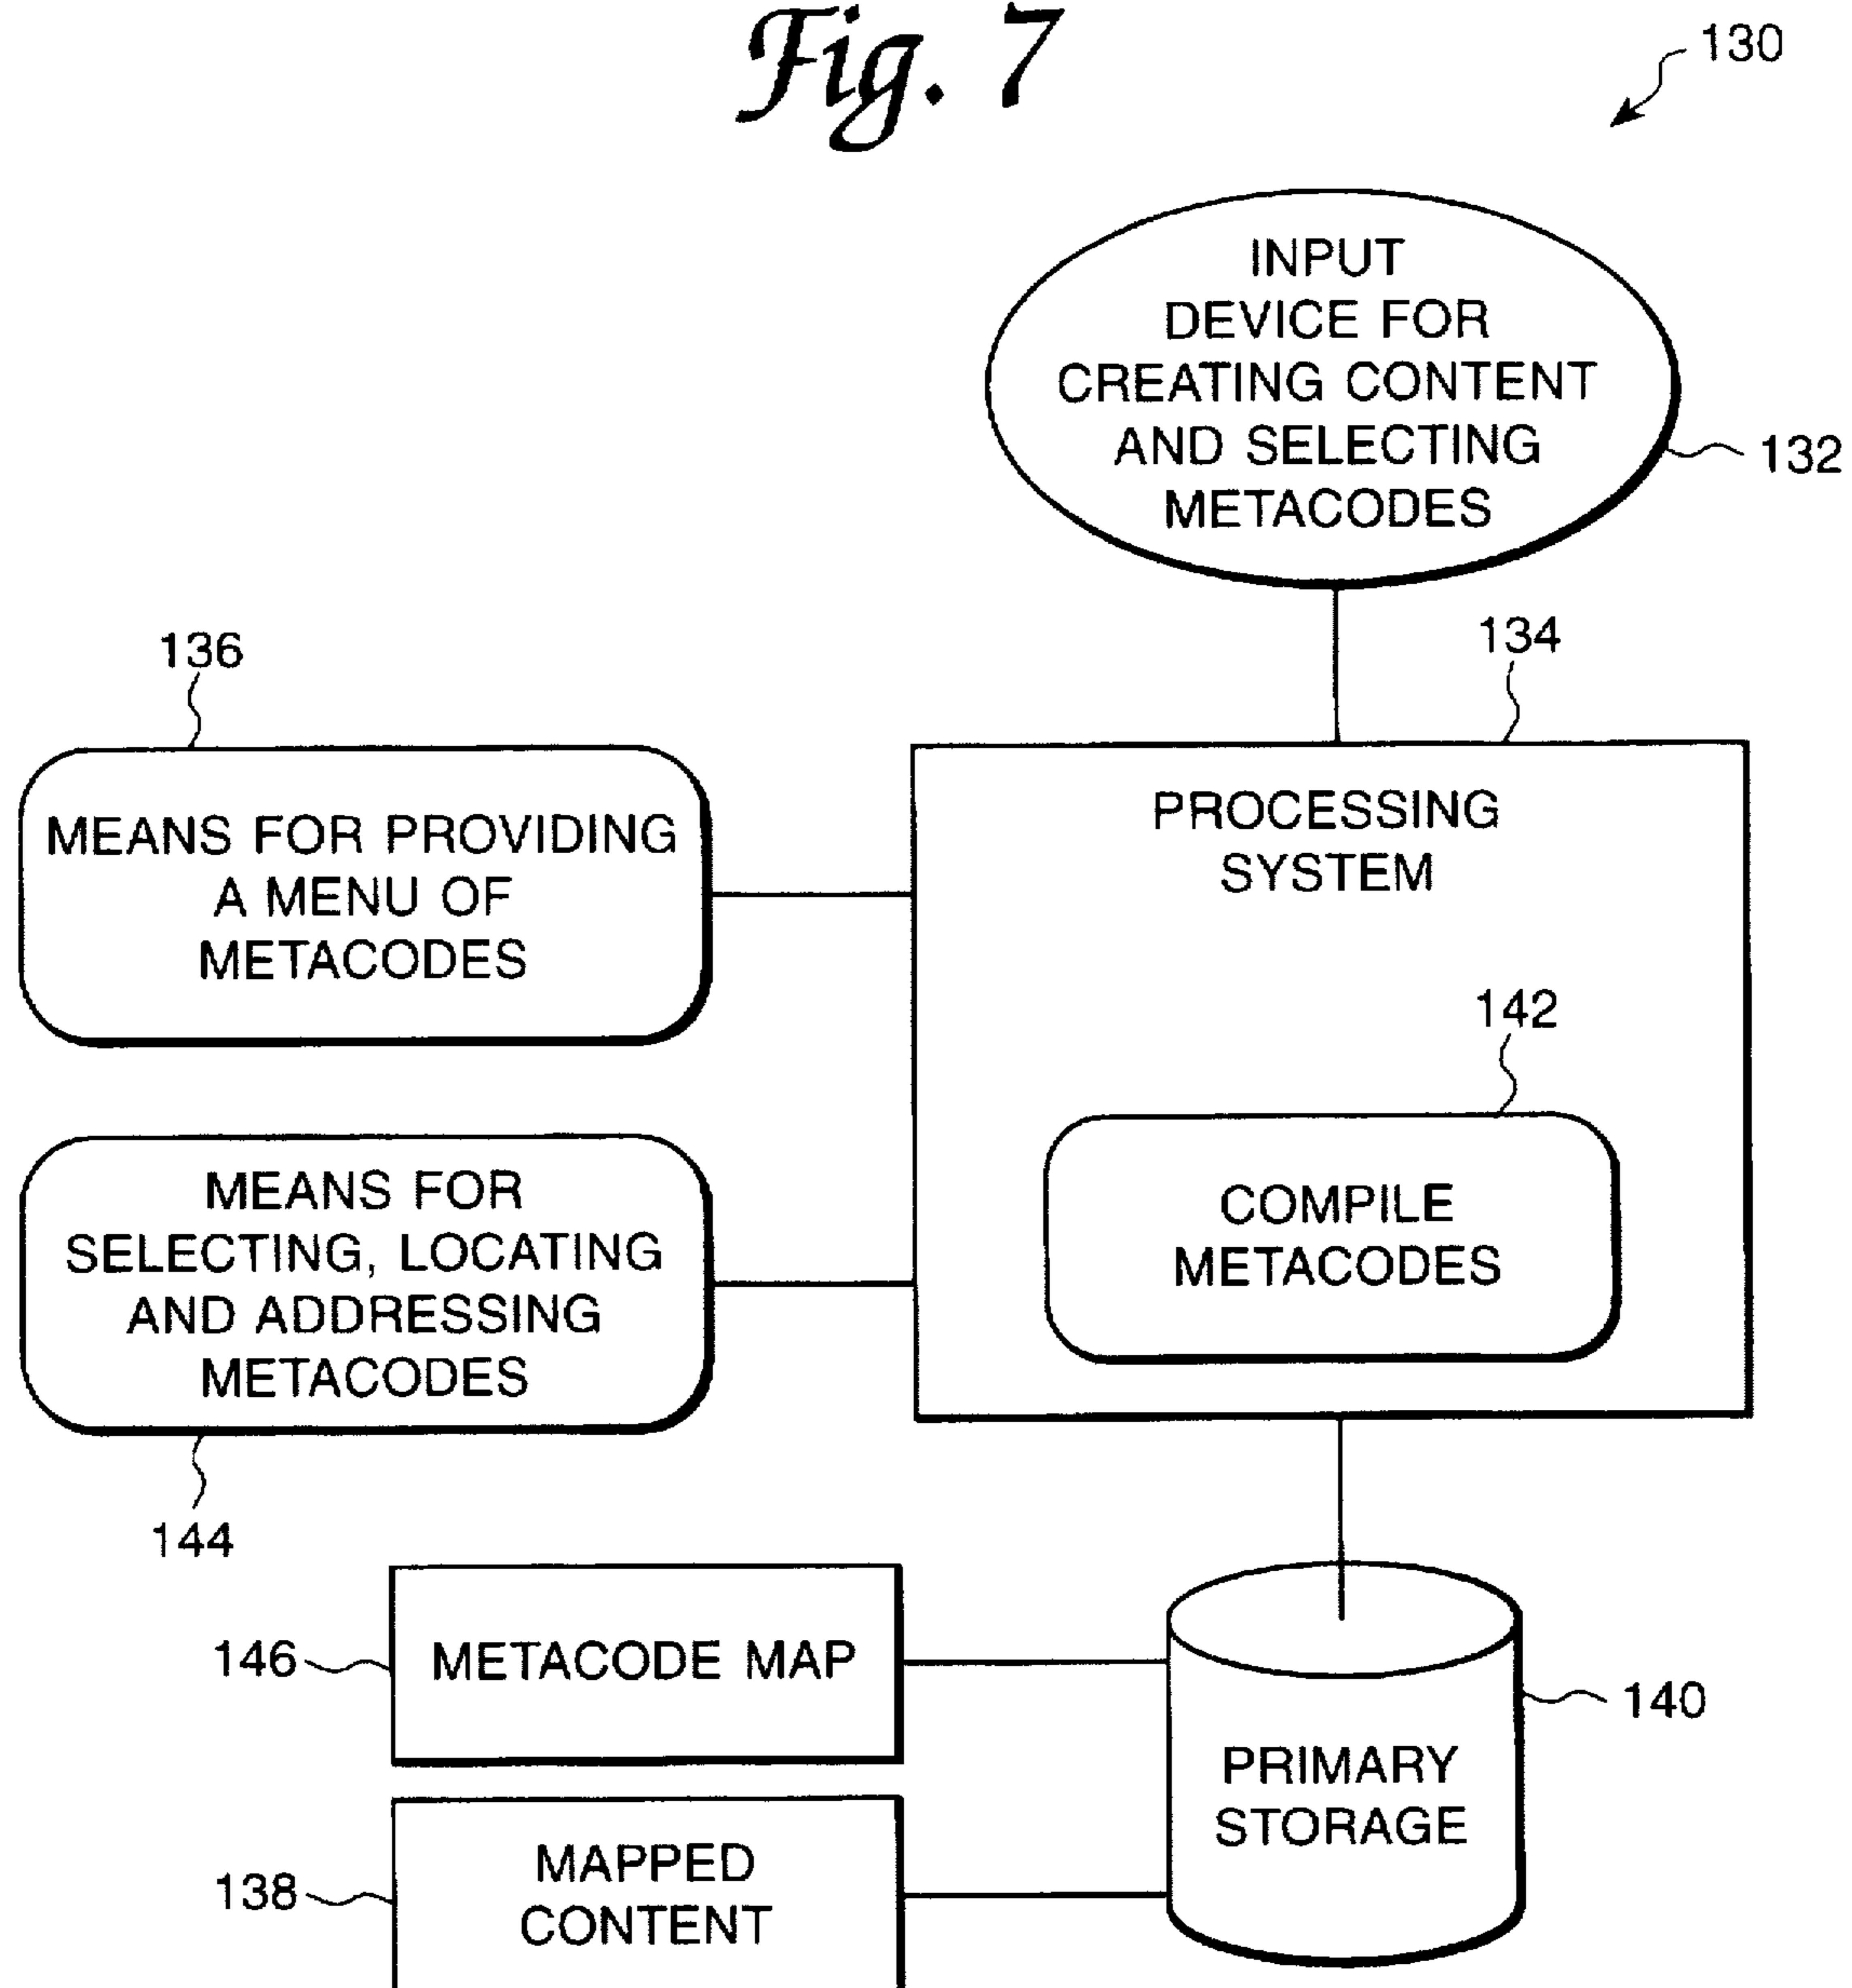 Fig. 7
130
INPUT
DEVICE FOR
CREATING CONTENT
AND SELECTING
METACODES
132
134
136
MEANS FOR PROVIDING
A MENU OF
METACODES
PROCESSING
SYSTEM
142
COMPILE
METACODES
MEANS FOR
SELECTING, LOCATING
AND ADDRESSING
METACODES
144
146
METACODE MAP
140
PRIMARY
STORAGE
138
MAPPED
CONTENT